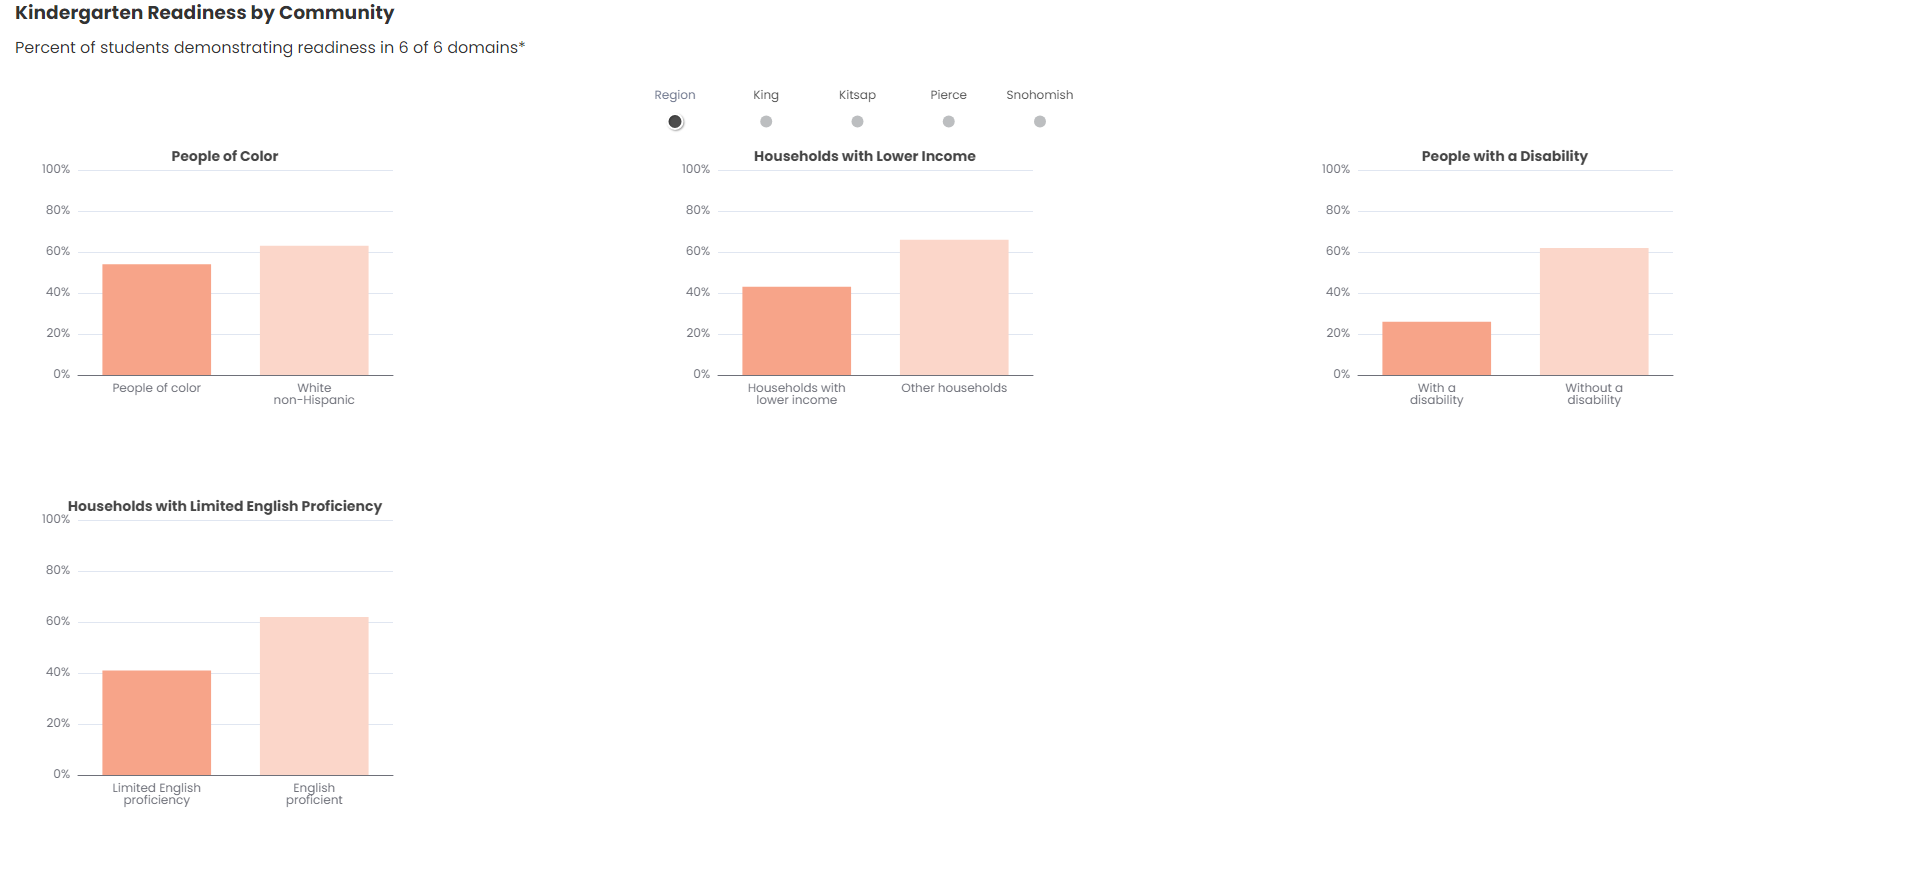 Kindergarten Readiness by Community
Percent of students demonstrating readiness in 6 of 6 domains*
Region King Kitsap Pierce Snohomish
People of Color
100%
80%
60%
40%
20%
0%
People of color
White
non-Hispanic
Households with Lower Income
100%
80%
60%
40%
20%
0%
Households with
lower income
Other households
People with a Disability
100%
80%
60%
40%
20%
0%
With a
disability
Without a
disability
Households with Limited English Proficiency
100%
80%
60%
40%
20%
0%
Limited English
proficiency
English
proficient